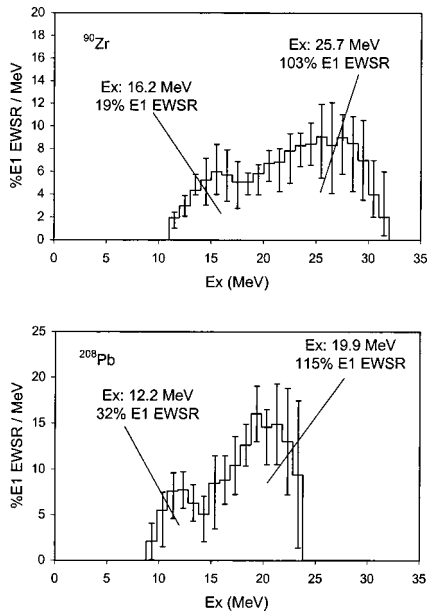 20
18
16
14
12
10
8
6
4
2
0
%E1 EWSR / MeV
⁹⁰Zr
Ex: 16.2 MeV
19% E1 EWSR
Ex: 25.7 MeV
103% E1 EWSR
0 5 10 15 20 25 30 35
Ex (MeV)
25
20
15
10
5
0
%E1 EWSR / MeV
²⁰⁸Pb
Ex: 12.2 MeV
32% E1 EWSR
Ex: 19.9 MeV
115% E1 EWSR
0 5 10 15 20 25 30 35
Ex (MeV)